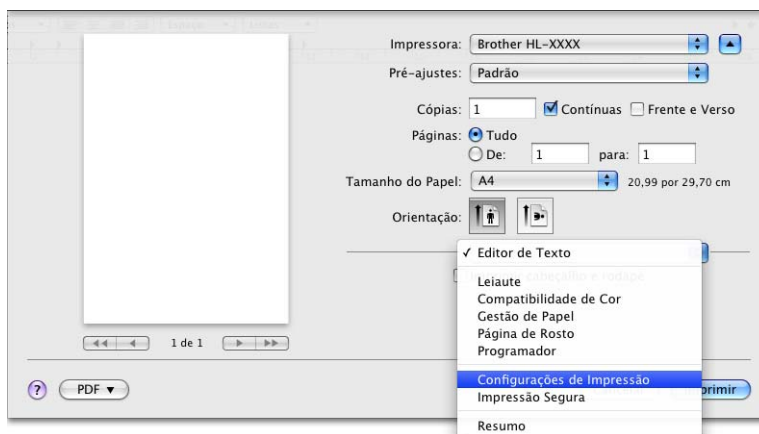 Impressora: Brother HL-XXXX
Pré-ajustes: Padrão
Cópias: 1 Contínuas Frente e Verso
Páginas: Tudo
De: 1 para: 1
Tamanho do Papel: A4 20,99 por 29,70 cm
Orientação:
✓ Editor de Texto
Leiaute
Compatibilidade de Cor
Gestão de Papel
Página de Rosto
Programador
Configurações de Impressão
Impressão Segura
Resumo
1 de 1
? PDF ▼
primir